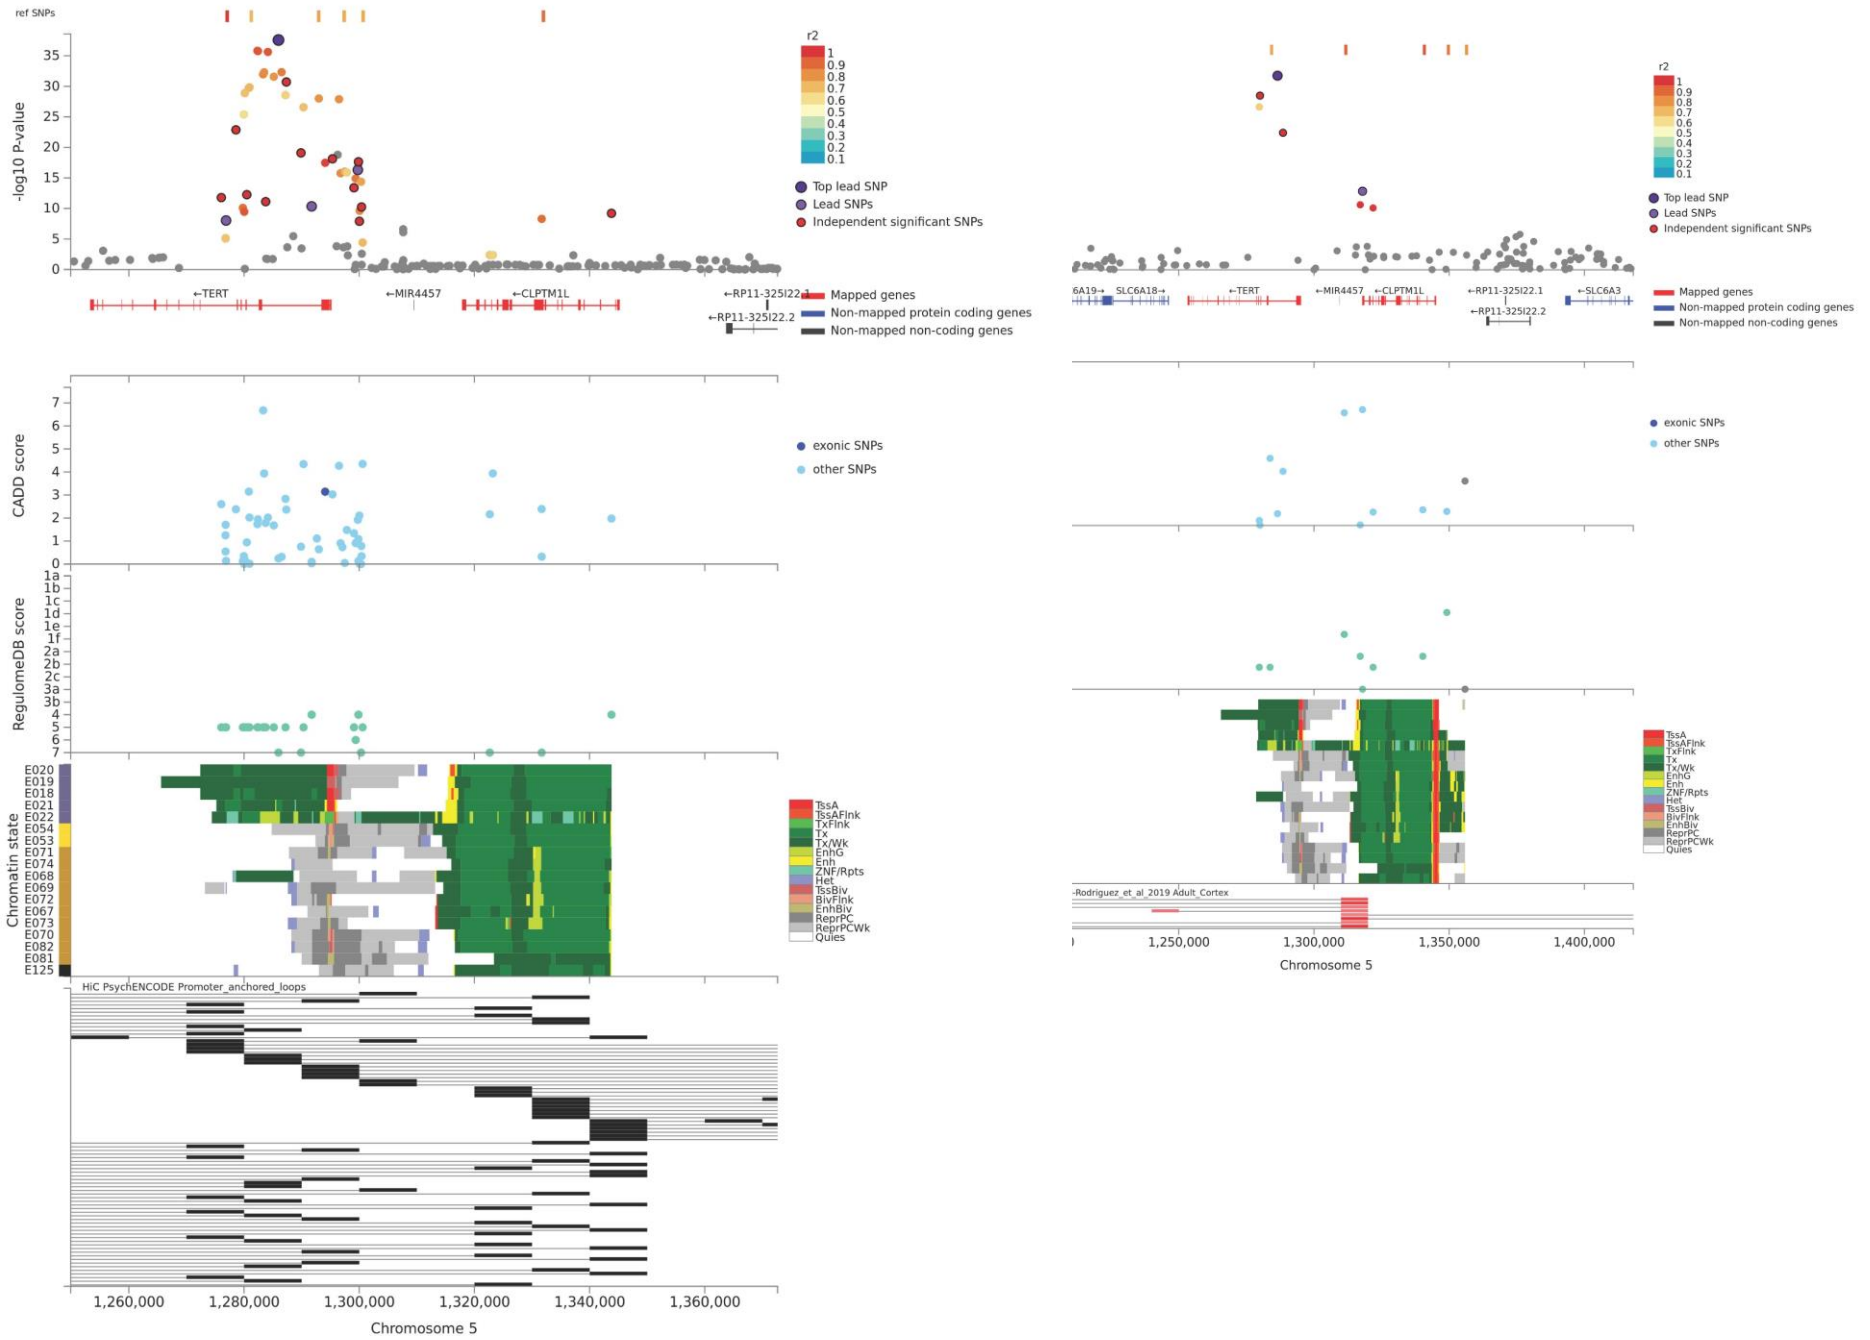 ref SNPs
-log10 P-value
35
30
25
20
15
10
5
0
r2
1
0.9
0.8
0.7
0.6
0.5
0.4
0.3
0.2
0.1
Top lead SNP
Lead SNPs
Independent significant SNPs
←TERT
←MIR4457
←CLPTM1L
←RP11-325I22.1
←RP11-325I22.2
Mapped genes
Non-mapped protein coding genes
Non-mapped non-coding genes
CADD score
7
6
5
4
3
2
1
0
exonic SNPs
other SNPs
RegulomeDB score
1a
1b
1c
1d
1e
1f
2a
2b
2c
3a
3b
4
5
6
7
Chromatin state
E020
E019
E018
E021
E022
E054
E053
E071
E074
E068
E069
E072
E067
E073
E070
E082
E081
E125
TssA
TssAFlnk
TxFlnk
Tx
Tx/Wk
EnhG
Enh
ZNF/Rpts
Het
TssBiv
BivFlnk
EnhBiv
ReprPC
ReprPCWk
Quies
HiC PsychENCODE Promoter_anchored_loops
1,260,000
1,280,000
1,300,000
1,320,000
1,340,000
1,360,000
Chromosome 5
r2
1
0.9
0.8
0.7
0.6
0.5
0.4
0.3
0.2
0.1
Top lead SNP
Lead SNPs
Independent significant SNPs
6A19→
SLC6A18→
←TERT
←MIR4457
←CLPTM1L
←RP11-325I22.1
←SLC6A3
←RP11-325I22.2
Mapped genes
Non-mapped protein coding genes
Non-mapped non-coding genes
exonic SNPs
other SNPs
TssA
TssAFlnk
TxFlnk
Tx
Tx/Wk
EnhG
Enh
ZNF/Rpts
Het
TssBiv
BivFlnk
EnhBiv
ReprPC
ReprPCWk
Quies
-Rodriguez_et_al_2019 Adult_Cortex
1,250,000
1,300,000
1,350,000
1,400,000
Chromosome 5